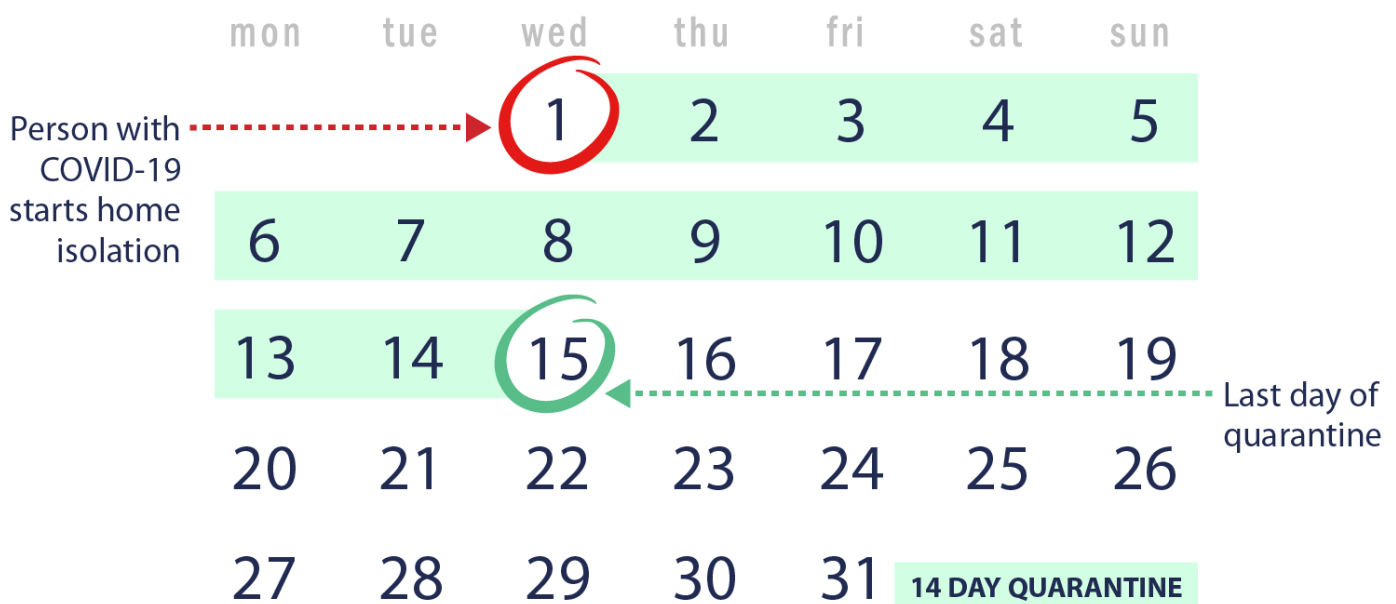 mon tue wed thu fri sat sun
Person with
COVID-19
starts home
isolation
1 2 3 4 5
6 7 8 9 10 11 12
13 14 15 16 17 18 19
Last day of
quarantine
20 21 22 23 24 25 26
27 28 29 30 31
14 DAY QUARANTINE